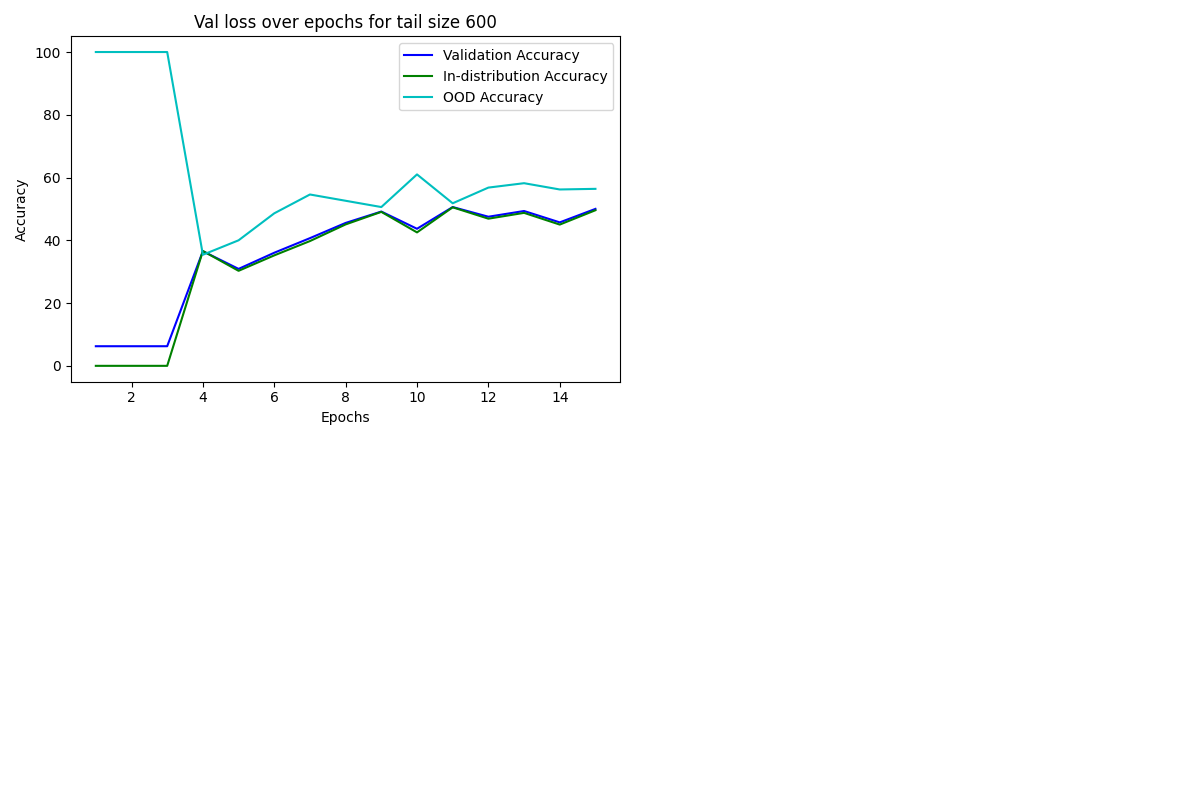 Val loss over epochs for tail size 600
Validation Accuracy
In-distribution Accuracy
OOD Accuracy
Accuracy
100
80
60
40
20
0
2 4 6 8 10 12 14
Epochs